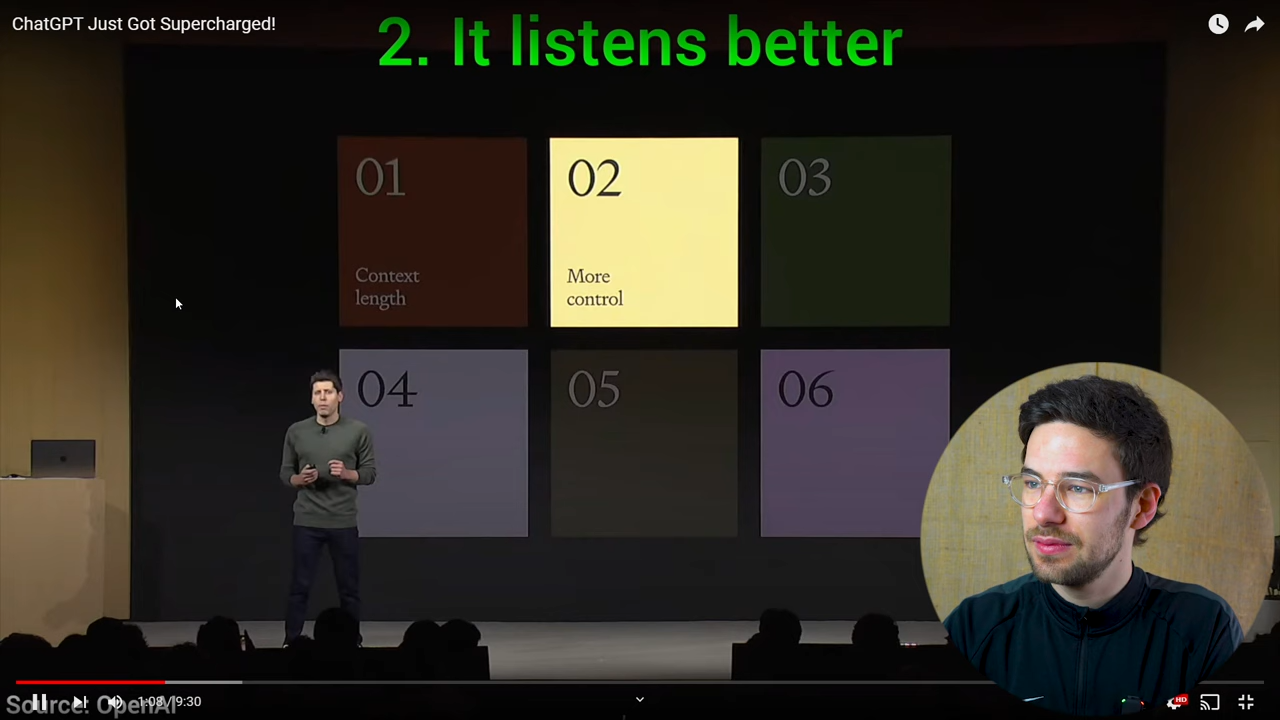 ChatGPT Just Got Supercharged!
2. It listens better
01
02
03
Context
length
More
control
04
05
06
1:08 / 9:30
HD
Source: OpenAI